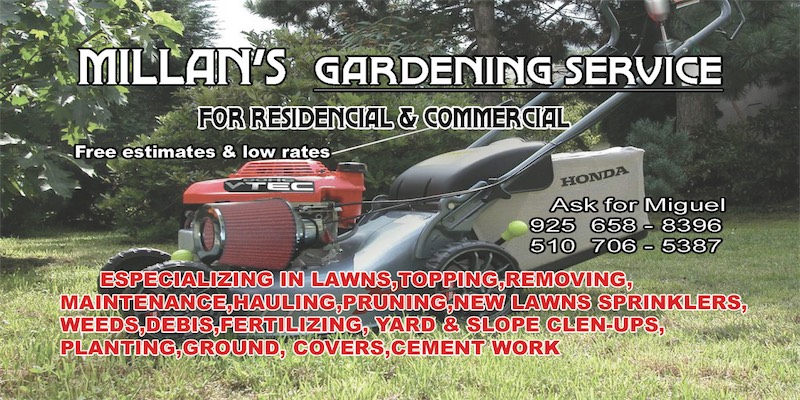 MILLAN'S GARDENING SERVICE
FOR RESIDENCIAL & COMMERCIAL
Free estimates & low rates
VTEC
HONDA
Ask for Miguel
925 658 - 8396
510 706 - 5387
ESPECIALIZING IN LAWNS,TOPPING,REMOVING,
MAINTENANCE,HAULING,PRUNING,NEW LAWNS SPRINKLERS,
WEEDS,DEBIS,FERTILIZING, YARD & SLOPE CLEN-UPS,
PLANTING,GROUND, COVERS,CEMENT WORK